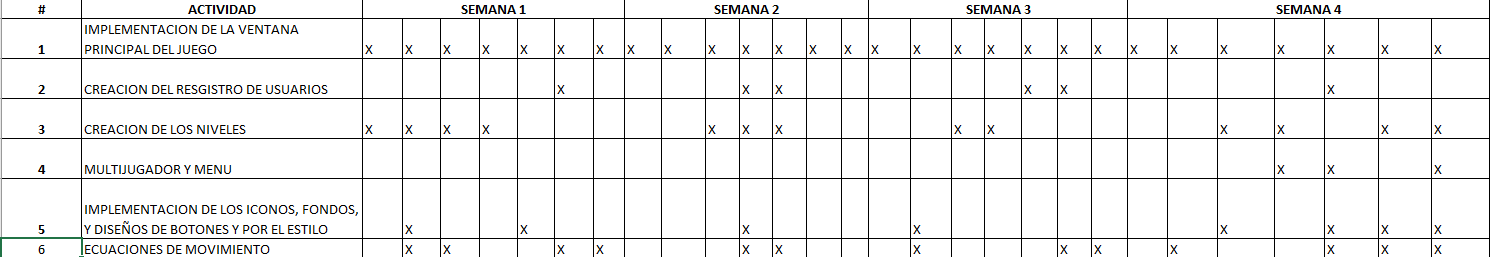 # ACTIVIDAD SEMANA 1 SEMANA 2 SEMANA 3 SEMANA 4
IMPLEMENTACION DE LA VENTANA
1 PRINCIPAL DEL JUEGO X X X X X X X X X X X X X X X X X X X X X X X X X X X X
2 CREACION DEL RESGISTRO DE USUARIOS X X X X X X
3 CREACION DE LOS NIVELES X X X X X X X X X X X X X
4 MULTIJUGADOR Y MENU X X X
IMPLEMENTACION DE LOS ICONOS, FONDOS,
5 Y DISEÑOS DE BOTONES Y POR EL ESTILO X X X X X X X X
6 ECUACIONES DE MOVIMIENTO X X X X X X X X X X X X X